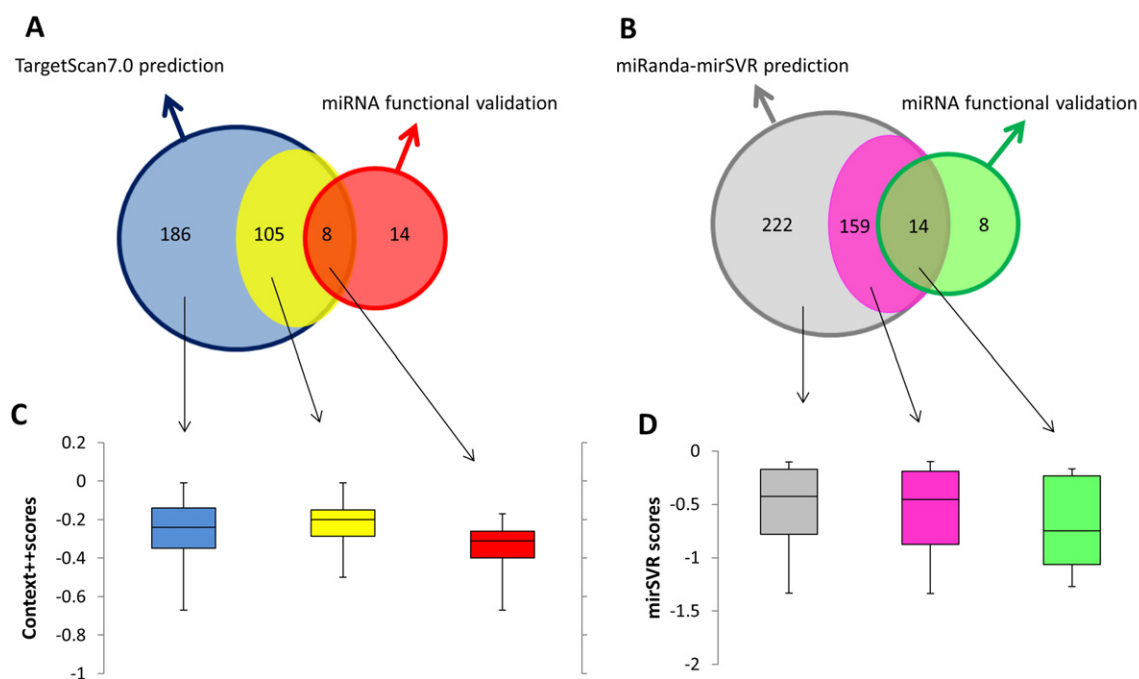 A
B
TargetScan7.0 prediction
miRanda-mirSVR prediction
miRNA functional validation
miRNA functional validation
186
105
8
14
222
159
14
8
C
D
Context++scores
0.2
0
-0.2
-0.4
-0.6
-0.8
-1
mirSVR scores
0
-0.5
-1
-1.5
-2